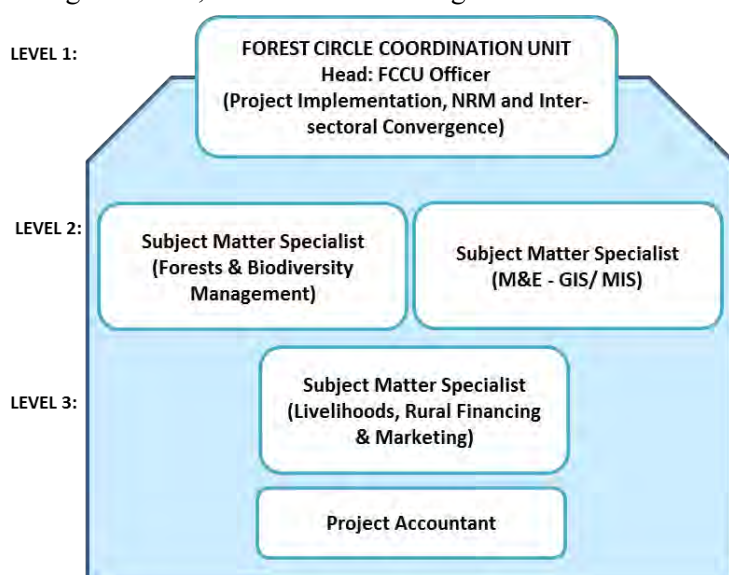 LEVEL 1:
FOREST CIRCLE COORDINATION UNIT
Head: FCCU Officer
(Project Implementation, NRM and Inter-
sectoral Convergence)
LEVEL 2:
Subject Matter Specialist
(Forests & Biodiversity
Management)
Subject Matter Specialist
(M&E - GIS/ MIS)
LEVEL 3:
Subject Matter Specialist
(Livelihoods, Rural Financing
& Marketing)
Project Accountant